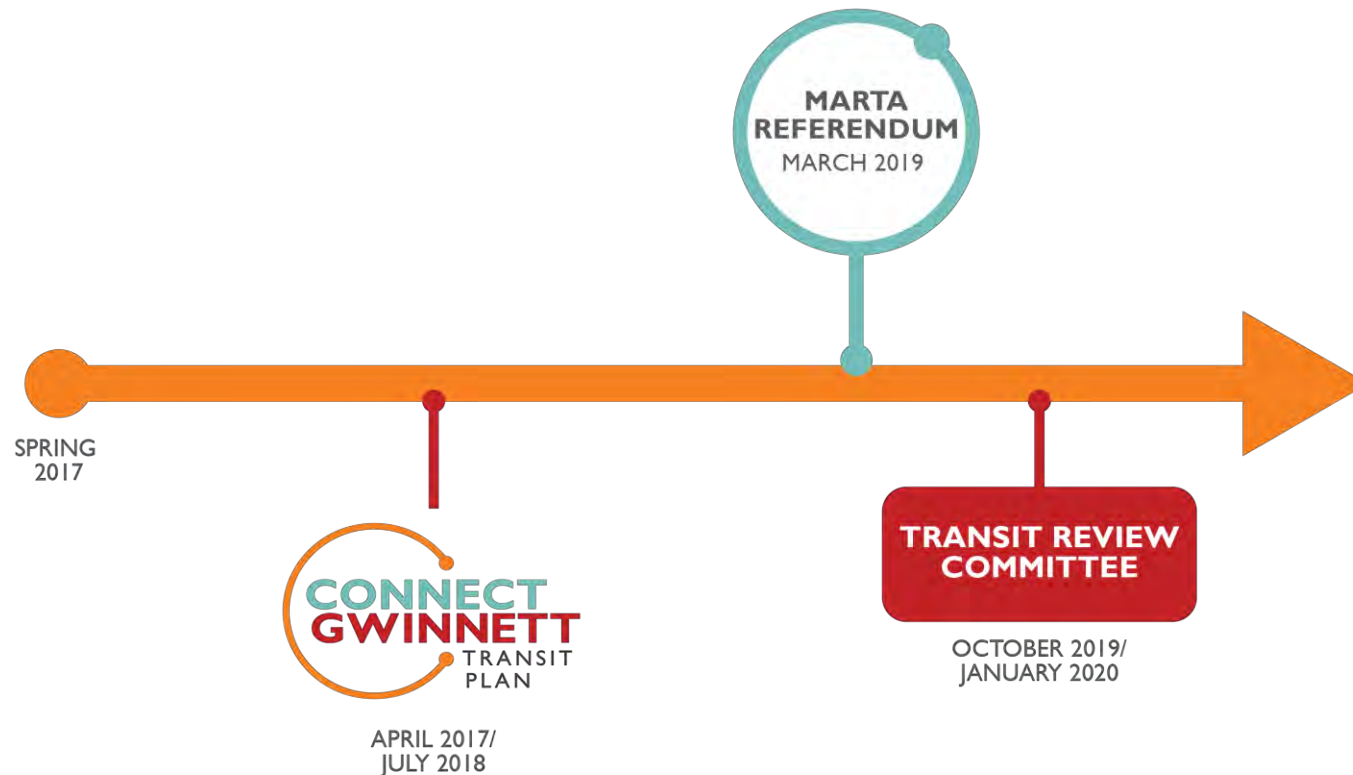 MARTA
REFERENDUM
MARCH 2019
SPRING
2017
CONNECT
GWINNETT
TRANSIT
PLAN
APRIL 2017/
JULY 2018
TRANSIT REVIEW
COMMITTEE
OCTOBER 2019/
JANUARY 2020